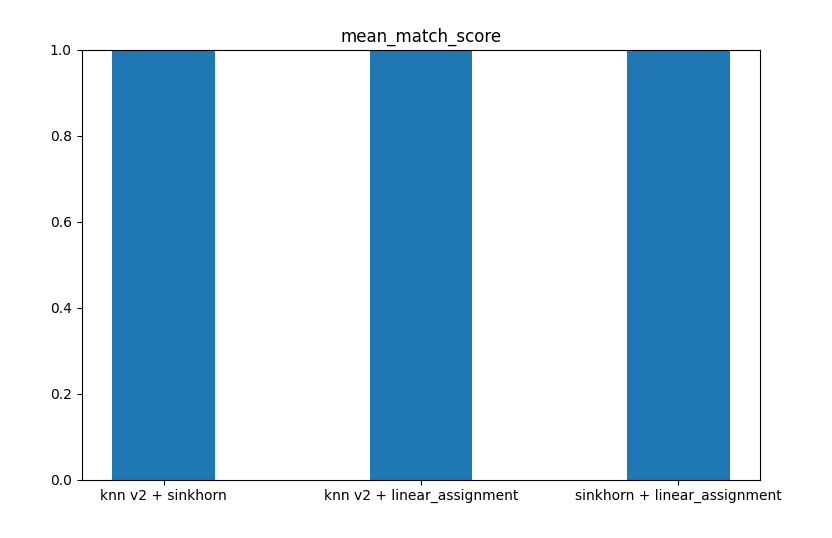 mean_match_score
1.0
0.8
0.6
0.4
0.2
0.0
knn v2 + sinkhorn
knn v2 + linear_assignment
sinkhorn + linear_assignment